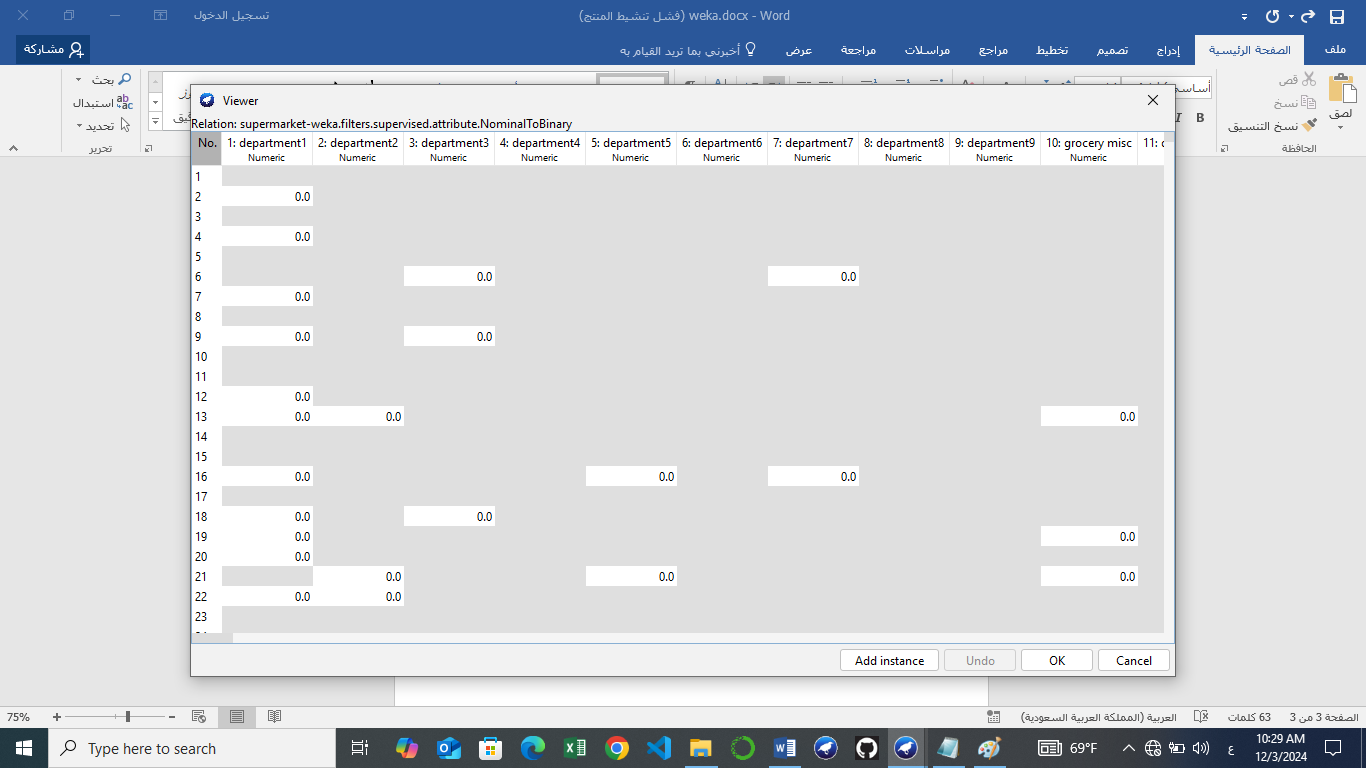 تسجيل الدخول
weka.docx (فشل تنشيط المنتج) - Word
ملف
الصفحة الرئيسية
إدراج
تصميم
تخطيط
مراجع
مراسلات
مراجعة
عرض
أخبرني بما تريد القيام به
مشاركة
لصق
قص
نسخ
نسخ التنسيق
الحافظة
بحث
استبدال
تحديد
تحرير
Viewer
Relation: supermarket-weka.filters.supervised.attribute.NominalToBinary
No. 1: department1 2: department2 3: department3 4: department4 5: department5 6: department6 7: department7 8: department8 9: department9 10: grocery misc 11:
Numeric Numeric Numeric Numeric Numeric Numeric Numeric Numeric Numeric Numeric
1
2 0.0
3
4 0.0
5
6 0.0 0.0
7 0.0
8
9 0.0 0.0
10
11
12 0.0
13 0.0 0.0 0.0
14
15
16 0.0 0.0 0.0
17
18 0.0 0.0
19 0.0 0.0
20 0.0
21 0.0 0.0 0.0
22 0.0 0.0
23
Add instance Undo OK Cancel
الصفحة 3 من 3
63 كلمات
العربية (المملكة العربية السعودية)
75%
Type here to search
69°F
ع
10:29 AM
12/3/2024